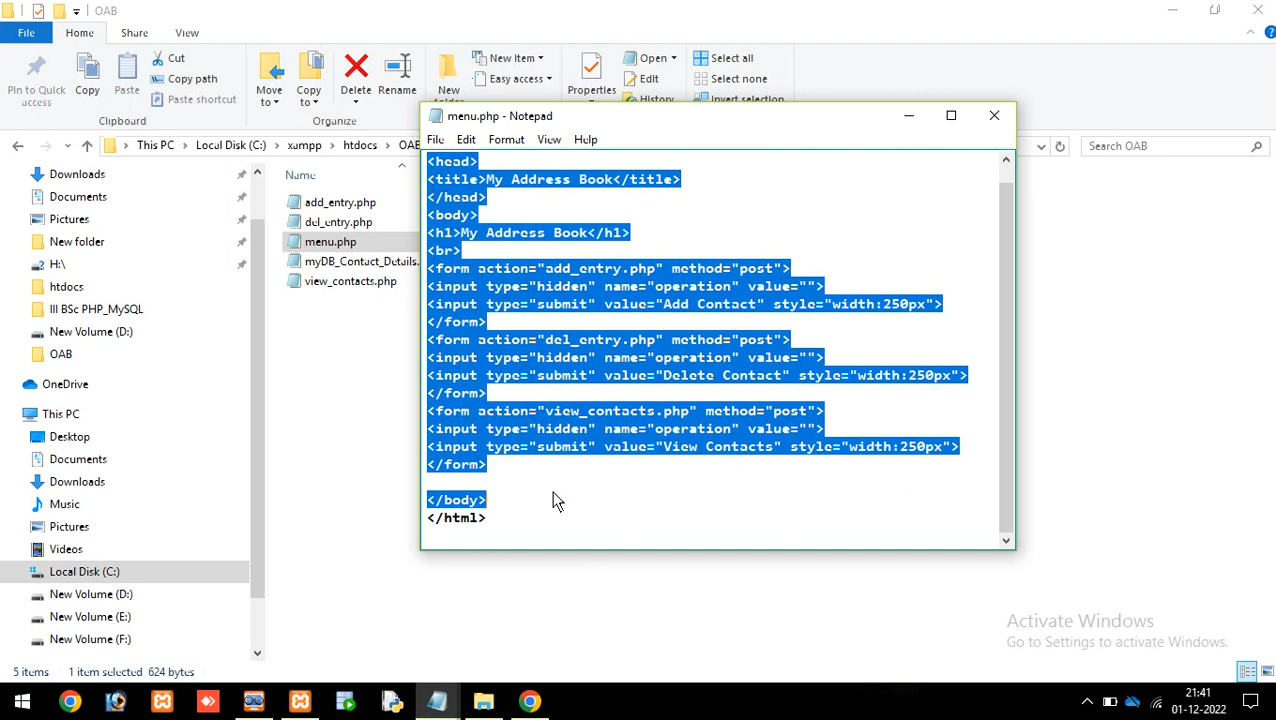 OAB
File Home Share View
Pin to Quick access
Copy
Paste
Cut
Copy path
Paste shortcut
Clipboard
Move to
Copy to
Delete
Rename
Organize
New
New Item
Easy access
Properties
Open
Edit
History
Select all
Select none
Invert selection
This PC > Local Disk (C:) > xampp > htdocs > OAB
Search OAB
Downloads
Documents
Pictures
New folder
H:\
htdocs
III BSc PHP_MySQL
New Volume (D:)
OAB
OneDrive
This PC
Desktop
Documents
Downloads
Music
Pictures
Videos
Local Disk (C:)
New Volume (D:)
New Volume (E:)
New Volume (F:)
Name
add_entry.php
del_entry.php
menu.php
myDB_Contact_Details.
view_contacts.php
menu.php - Notepad
File Edit Format View Help
<head>
<title>My Address Book</title>
</head>
<body>
<h1>My Address Book</h1>
<br>
<form action="add_entry.php" method="post">
<input type="hidden" name="operation" value="">
<input type="submit" value="Add Contact" style="width:250px">
</form>
<form action="del_entry.php" method="post">
<input type="hidden" name="operation" value="">
<input type="submit" value="Delete Contact" style="width:250px">
</form>
<form action="view_contacts.php" method="post">
<input type="hidden" name="operation" value="">
<input type="submit" value="View Contacts" style="width:250px">
</form>
</body>
</html>
Activate Windows
Go to Settings to activate Windows.
5 items 1 item selected 624 bytes
21:41
01-12-2022